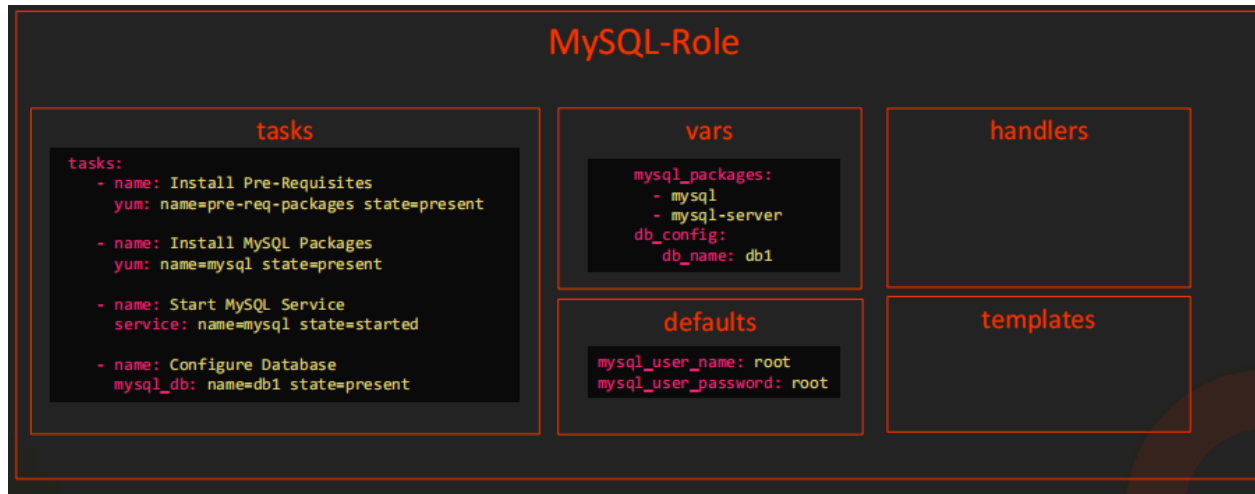 MySQL-Role
tasks
tasks:
- name: Install Pre-Requisites
yum: name=pre-req-packages state=present
- name: Install MySQL Packages
yum: name=mysql state=present
- name: Start MySQL Service
service: name=mysql state=started
- name: Configure Database
mysql_db: name=db1 state=present
vars
mysql_packages:
- mysql
- mysql-server
db_config:
db_name: db1
defaults
mysql_user_name: root
mysql_user_password: root
handlers
templates